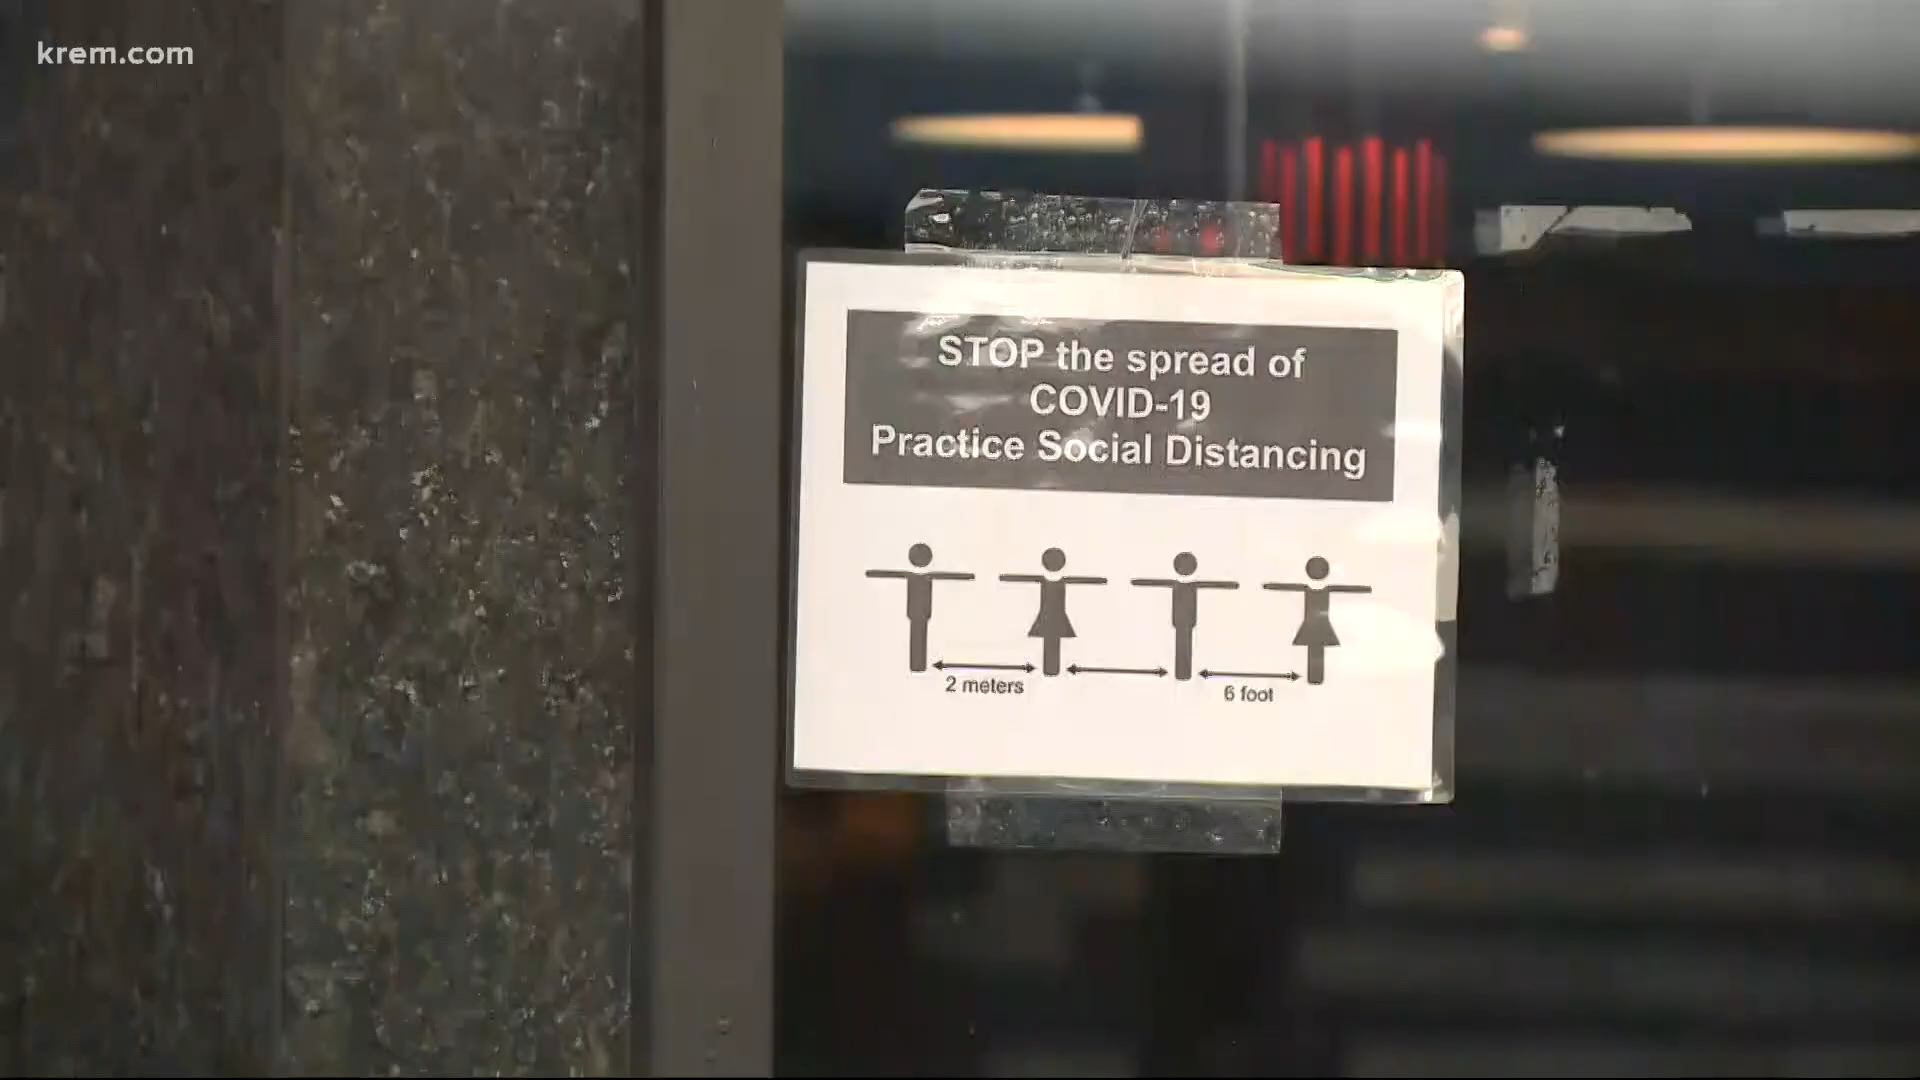 krem.com
STOP the spread of
COVID-19
Practice Social Distancing
2 meters
6 foot